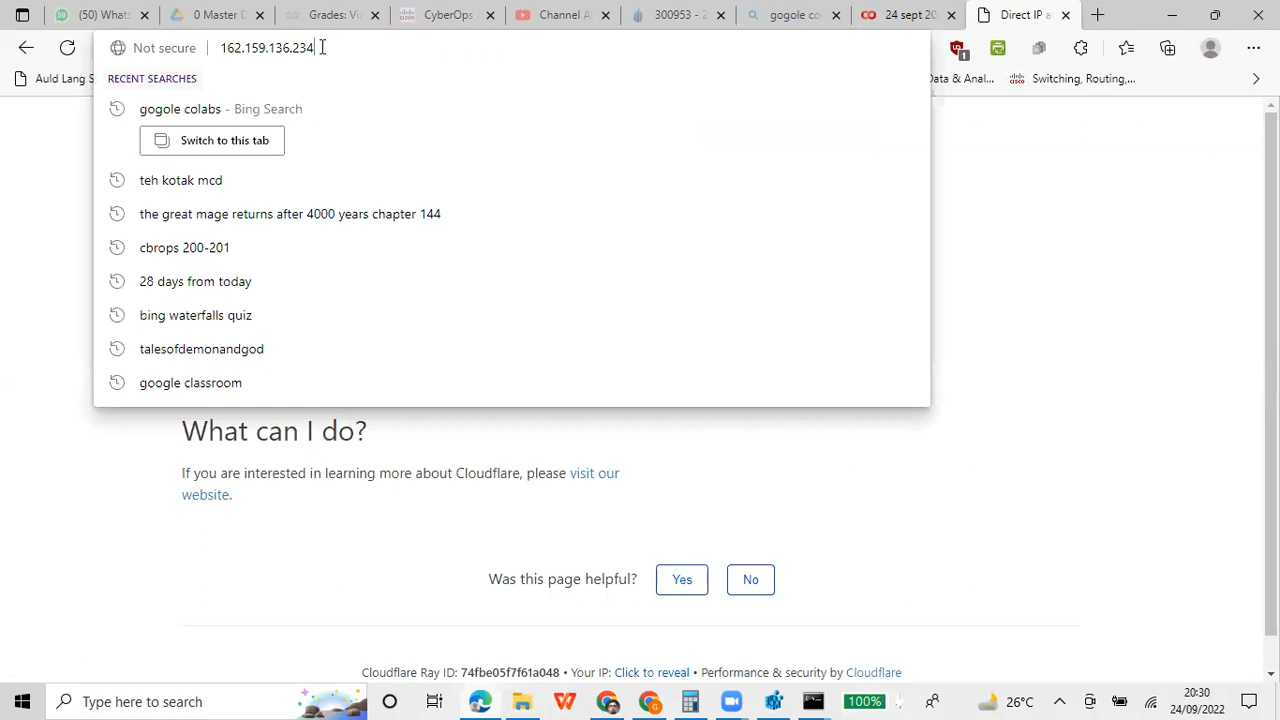 (Whats
0 Master D
Grades: Vi
CyberOps
Channel A
300953 - 2
gogole co
24 sept 20
Direct IP a
Not secure | 162.159.136.234
1
RECENT SEARCHES
Auld Lang S
Data & Anal...
Switching, Routing,...
gogole colabs - Bing Search
Switch to this tab
teh kotak mcd
the great mage returns after 4000 years chapter 144
cbrops 200-201
28 days from today
bing waterfalls quiz
talesofdemonandgod
google classroom
What can I do?
If you are interested in learning more about Cloudflare, please visit our
website.
Was this page helpful?
Yes
No
Cloudflare Ray ID: 74fbe05f7f61a048 • Your IP: Click to reveal • Performance & security by Cloudflare
Type here to search
100%
26°C
20:30
24/09/2022